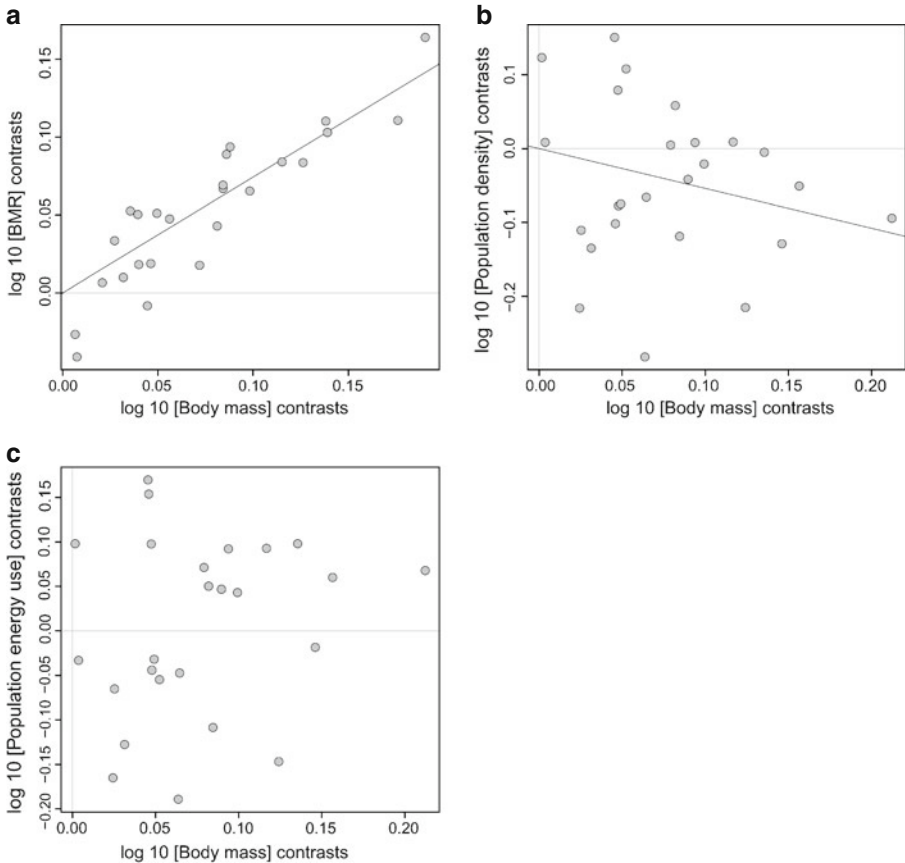 a
log 10 [BMR] contrasts
0.15
0.10
0.05
0.00
0.00 0.05 0.10 0.15
log 10 [Body mass] contrasts
b
log 10 [Population density] contrasts
0.1
0.0
−0.1
−0.2
0.00 0.05 0.10 0.15 0.20
log 10 [Body mass] contrasts
c
log 10 [Population energy use] contrasts
0.15
0.10
0.05
0.00
−0.05
−0.10
−0.15
−0.20
0.00 0.05 0.10 0.15 0.20
log 10 [Body mass] contrasts